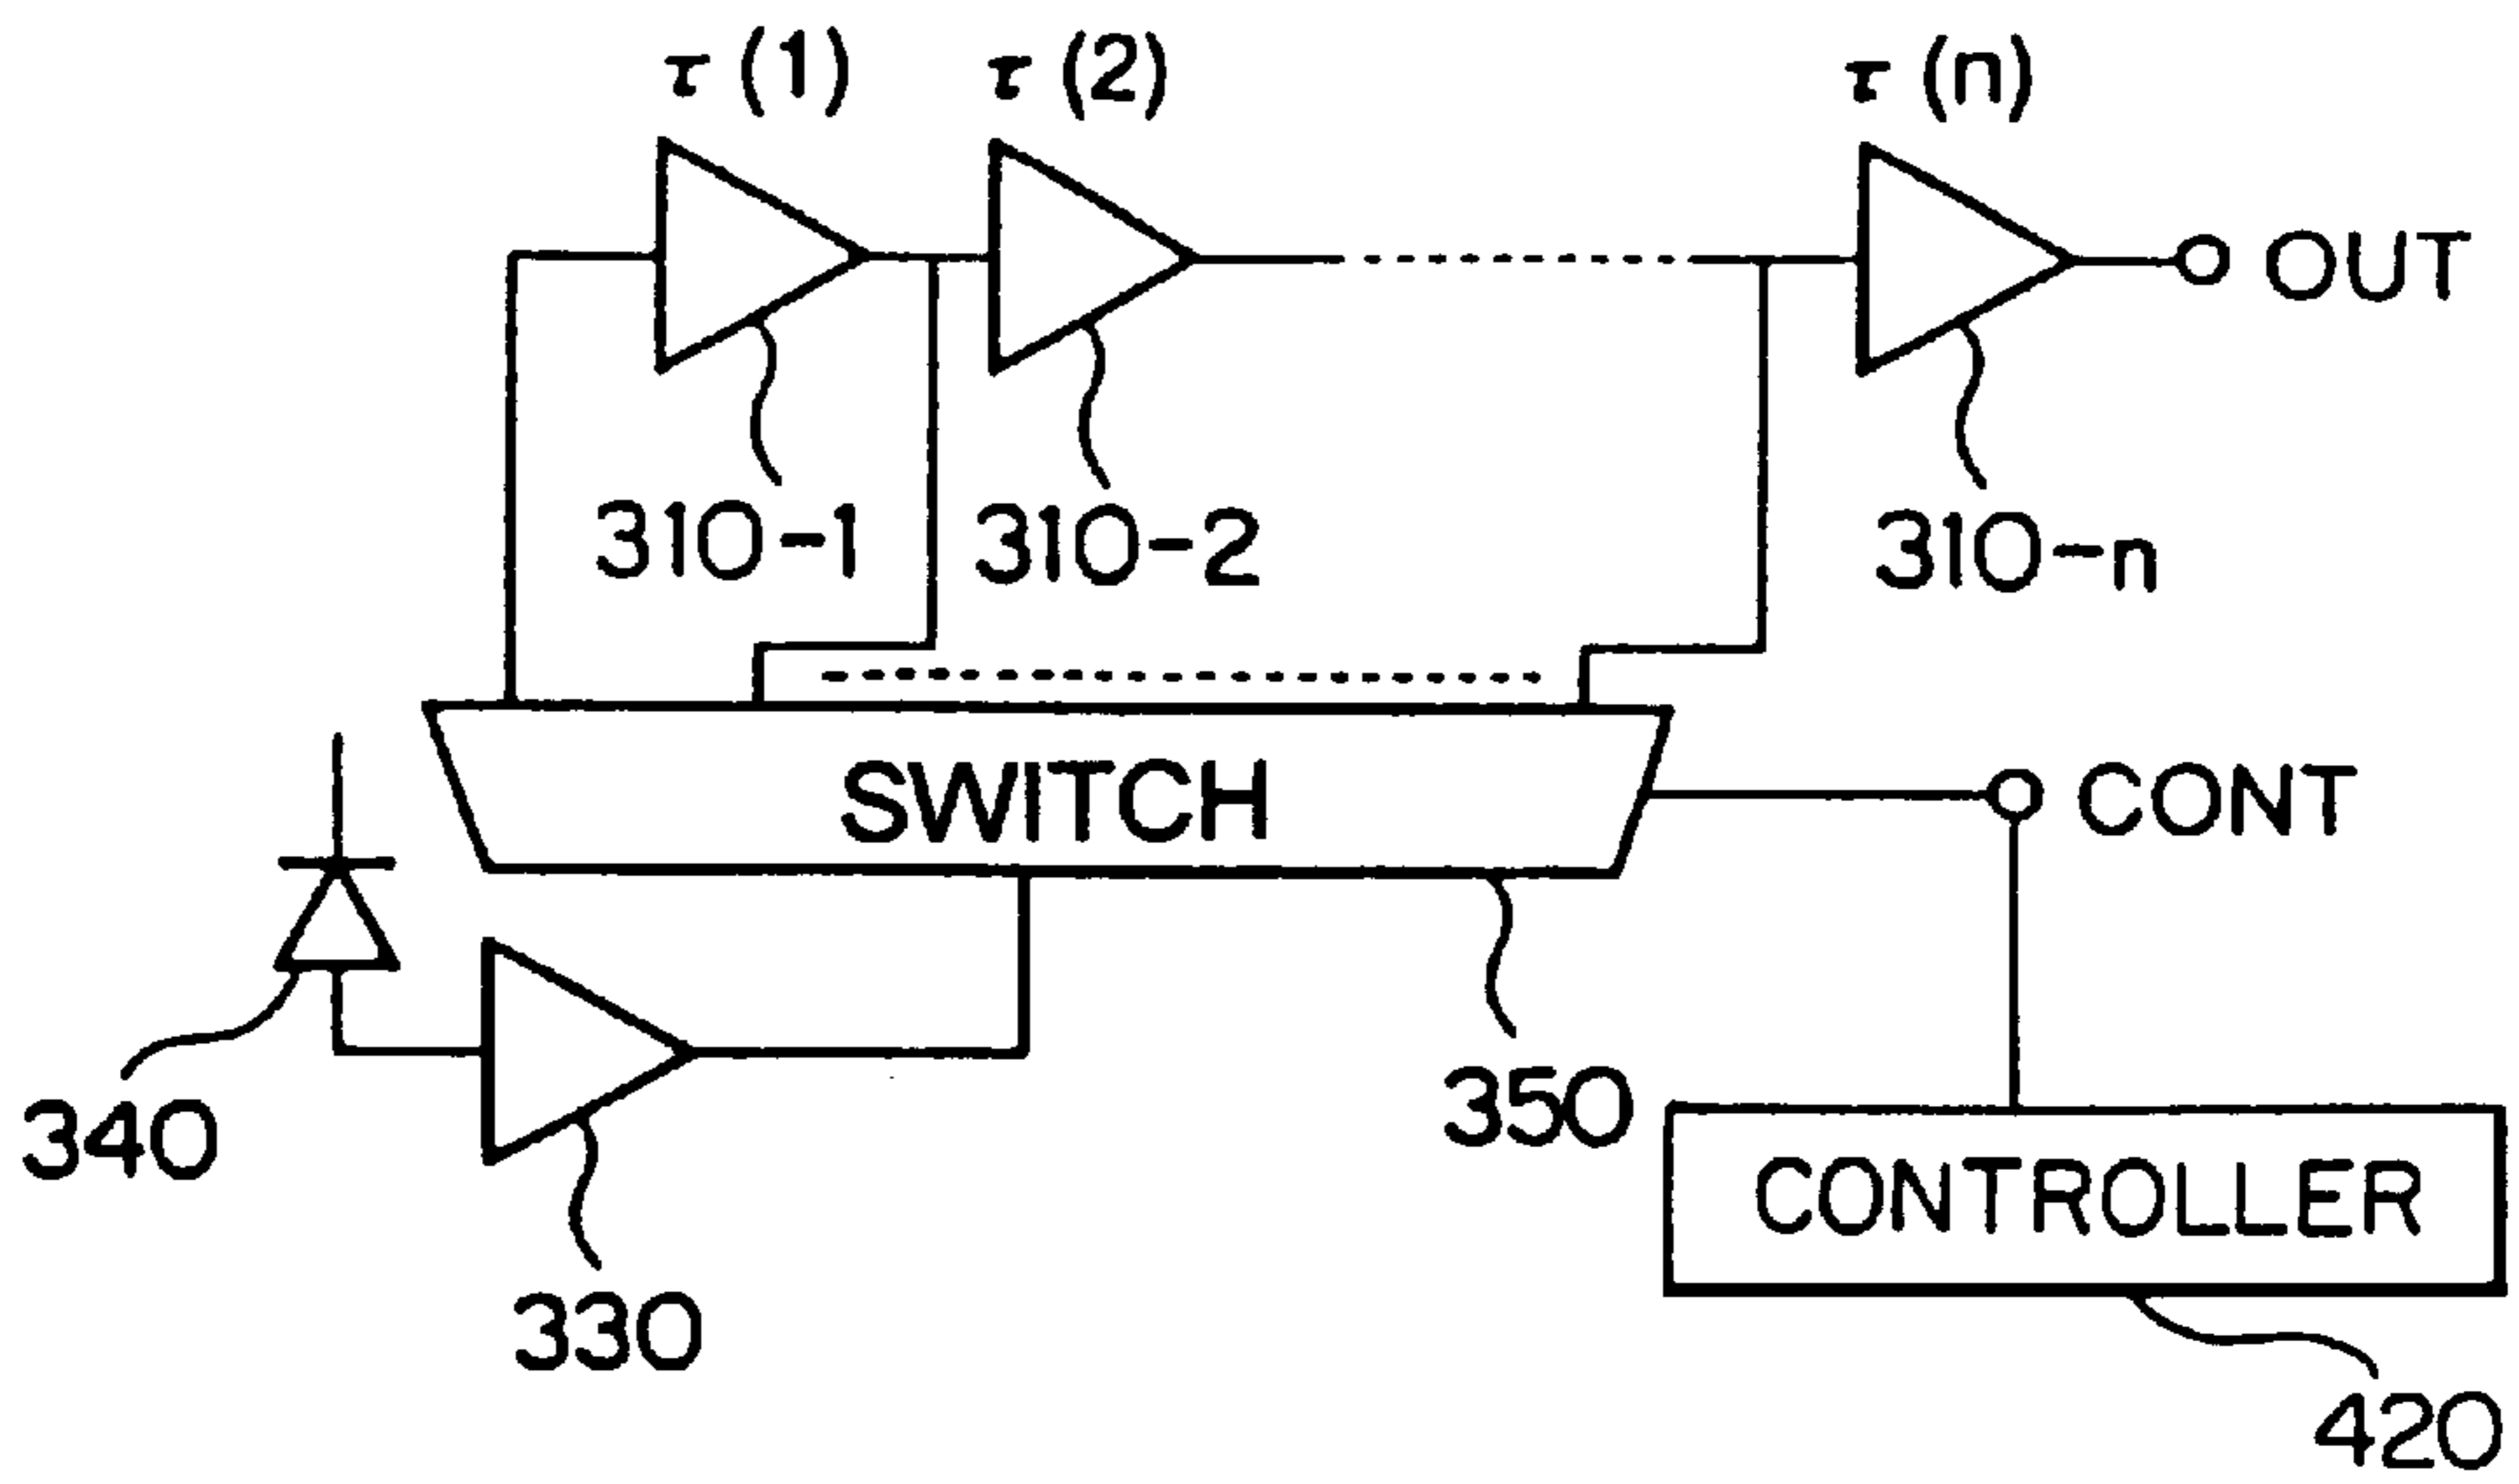 τ (1)
τ (2)
τ (n)
OUT
310-1
310-2
310-n
SWITCH
CONT
340
350
CONTROLLER
330
420